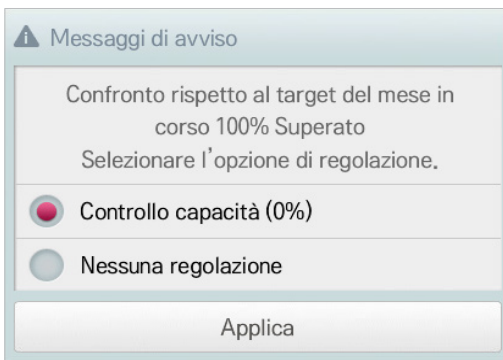 Messaggi di avviso
Confronto rispetto al target del mese in
corso 100% Superato
Selezionare l'opzione di regolazione.
Controllo capacità (0%)
Nessuna regolazione
Applica